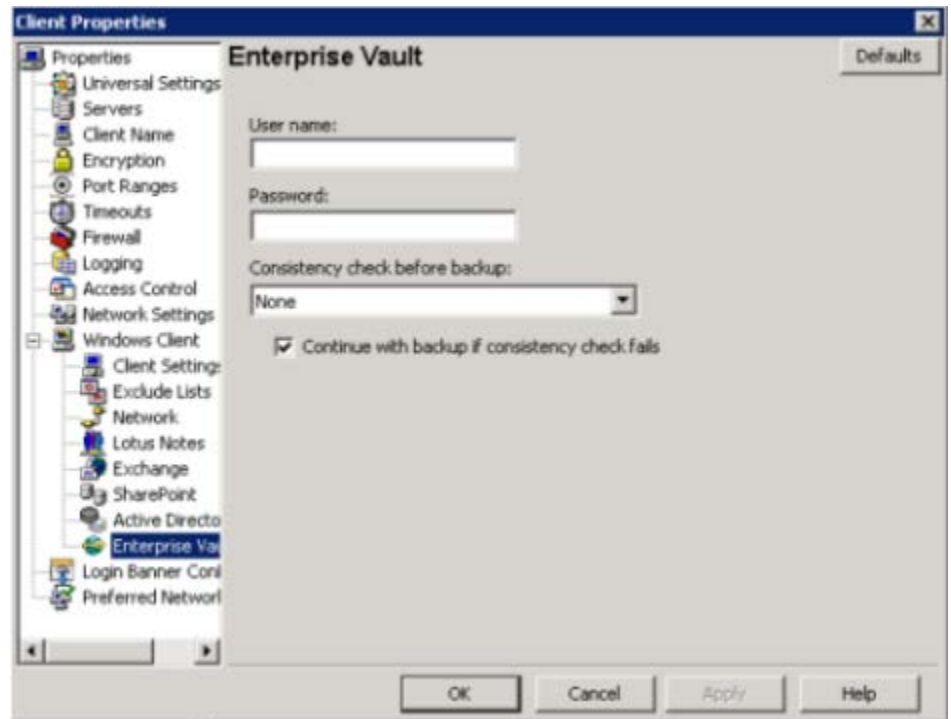 Client Properties
Properties
Universal Settings
Servers
Client Name
Encryption
Port Ranges
Timeouts
Firewall
Logging
Access Control
Network Settings
Windows Client
Client Setting
Exclude Lists
Network
Lotus Notes
Exchange
SharePoint
Active Directo
Enterprise Va
Login Banner Con
Preferred Networ
Enterprise Vault
Defaults
User name:
Password:
Consistency check before backup:
None
Continue with backup if consistency check fails
OK
Cancel
Apply
Help